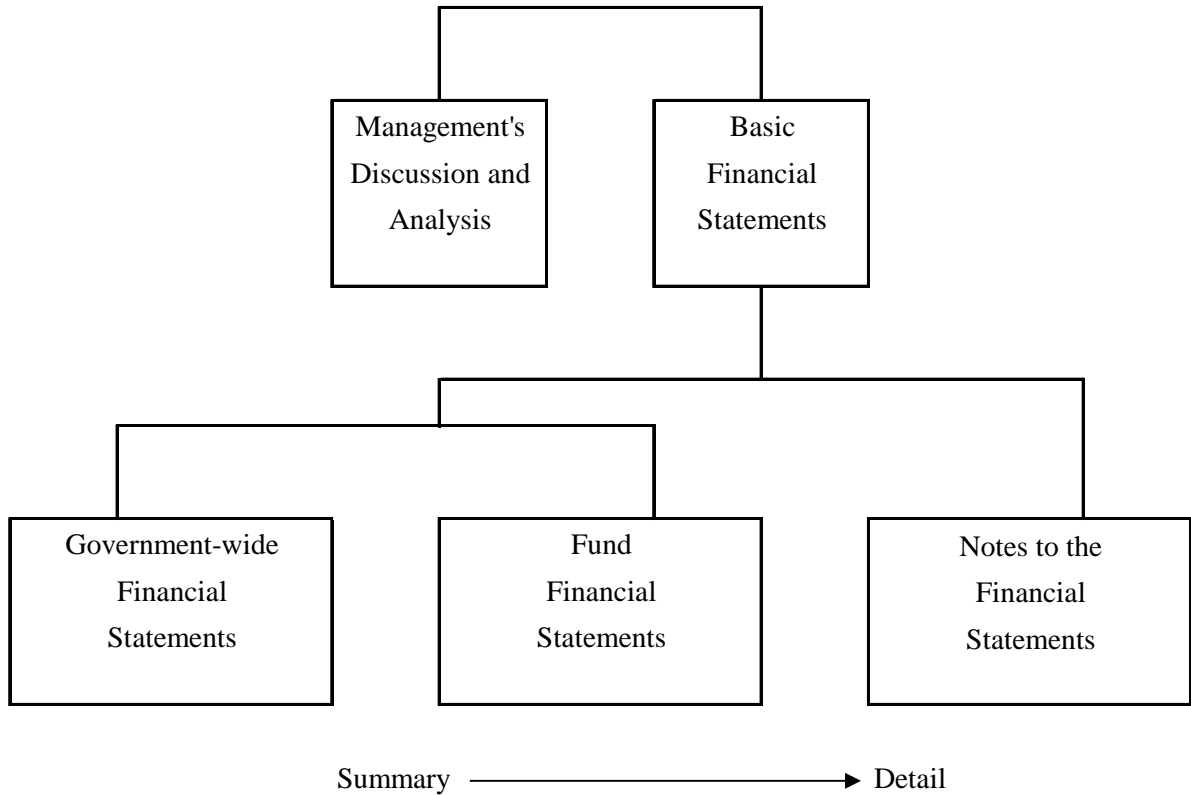 Management's
Discussion and
Analysis
Basic
Financial
Statements
Government-wide
Financial
Statements
Fund
Financial
Statements
Notes to the
Financial
Statements
Summary
Detail